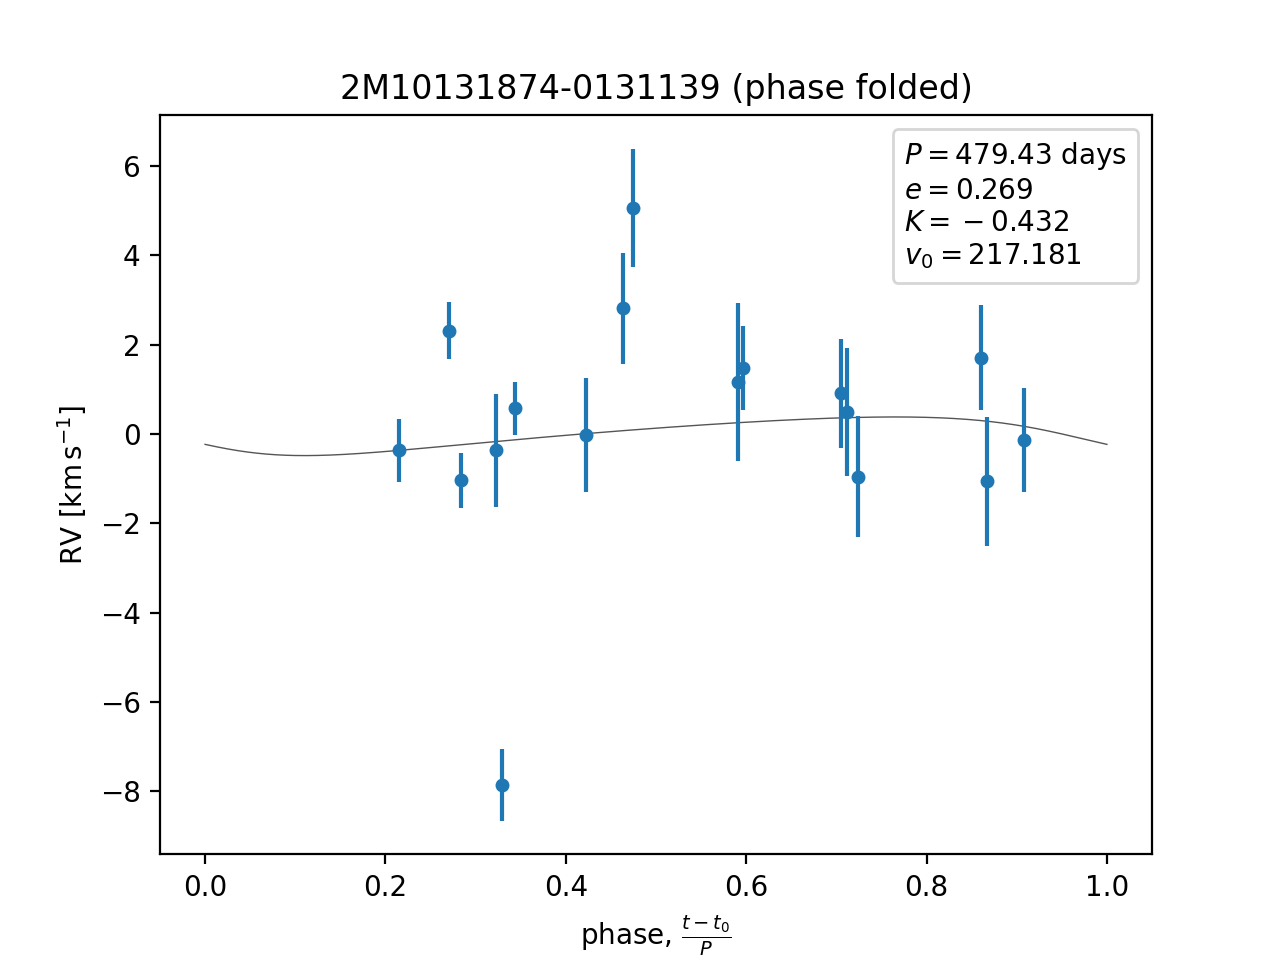 2M10131874-0131139 (phase folded)
P = 479.43 days
e = 0.269
K = −0.432
v₀ = 217.181
6
4
2
0
−2
−4
−6
−8
RV [km s⁻¹]
0.0 0.2 0.4 0.6 0.8 1.0
phase, (t − t₀)/P